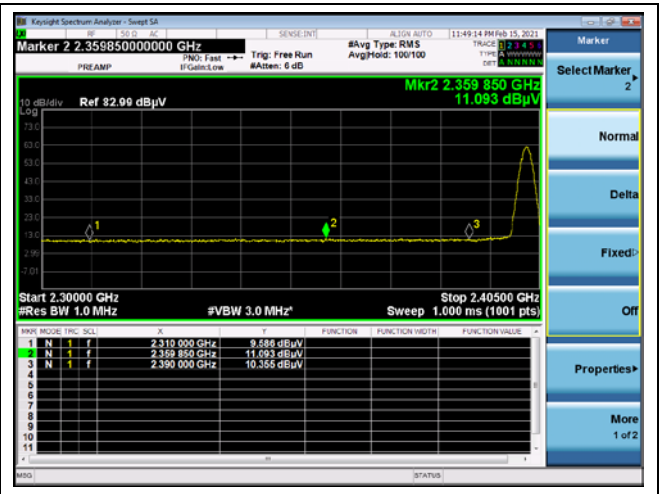 Keysight Spectrum Analyzer - Swept SA
RF 50 Ω AC SENSE:INT ALIGN AUTO 11:49:14 PM Feb 15, 2021
Marker 2 2.359850000000 GHz
PREAMP
PNO: Fast
IFGain:Low
Trig: Free Run
#Atten: 6 dB
#Avg Type: RMS
Avg|Hold: 100/100
TRACE 1 2 3 4 5 6
TYPE A WWWWW
DET A N N N N N
Mkr2 2.359 850 GHz
11.093 dBµV
10 dB/div Ref 82.99 dBµV
Log
73.0
63.0
53.0
43.0
33.0
23.0
13.0
2.99
-7.01
1
2
3
Start 2.30000 GHz Stop 2.40500 GHz
#Res BW 1.0 MHz #VBW 3.0 MHz* Sweep 1.000 ms (1001 pts)
MKR MODE TRC SCL X Y FUNCTION FUNCTION WIDTH FUNCTION VALUE
1 N 1 f 2.310 000 GHz 9.586 dBµV
2 N 1 f 2.359 850 GHz 11.093 dBµV
3 N 1 f 2.390 000 GHz 10.355 dBµV
4
5
6
7
8
9
10
11
MSG STATUS
Marker
Select Marker
2
Normal
Delta
Fixed
Off
Properties
More
1 of 2